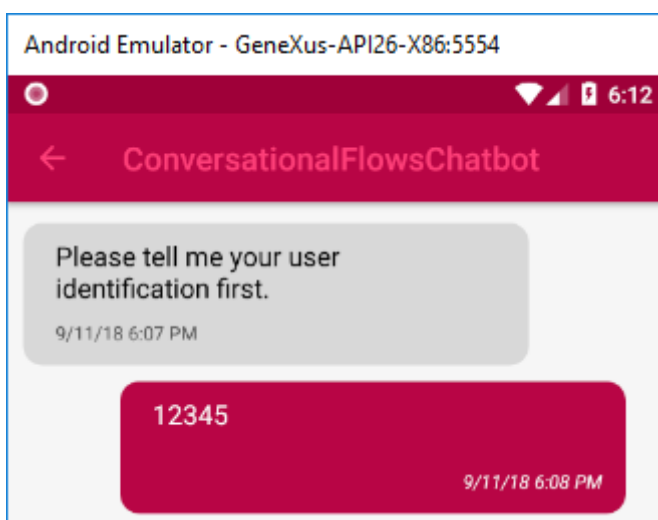 Android Emulator - GeneXus-API26-X86:5554
6:12
ConversationalFlowsChatbot
Please tell me your user
identification first.
9/11/18 6:07 PM
12345
9/11/18 6:08 PM